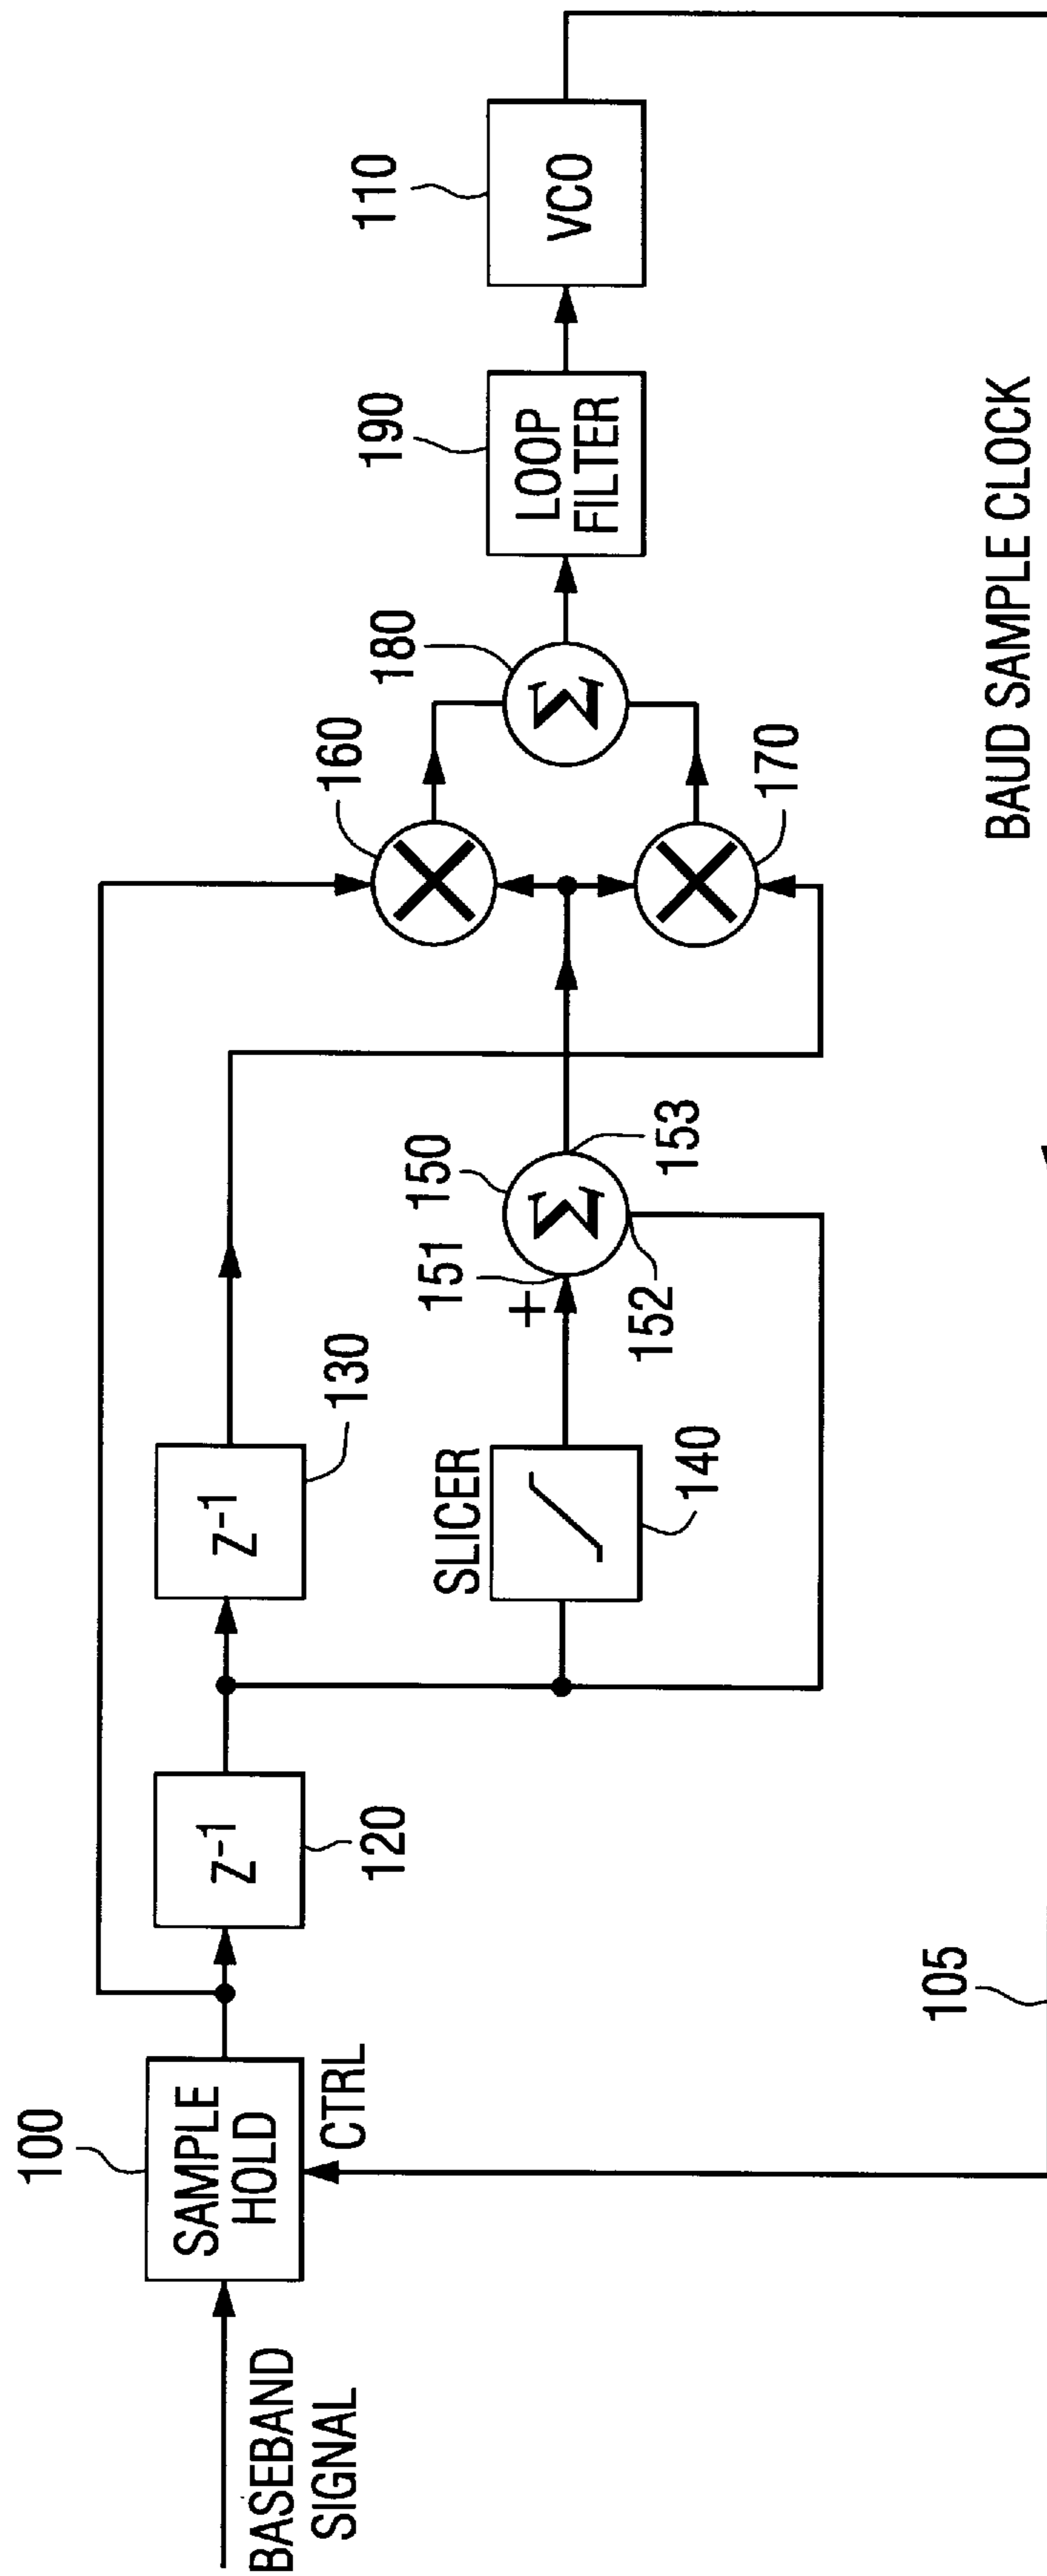 100
SAMPLE
HOLD
CTRL
BASEBAND
SIGNAL
105
Z-1
120
Z-1
130
SLICER
140
150
151
+
152
153
Σ
160
170
180
Σ
190
LOOP
FILTER
110
VCO
BAUD SAMPLE CLOCK